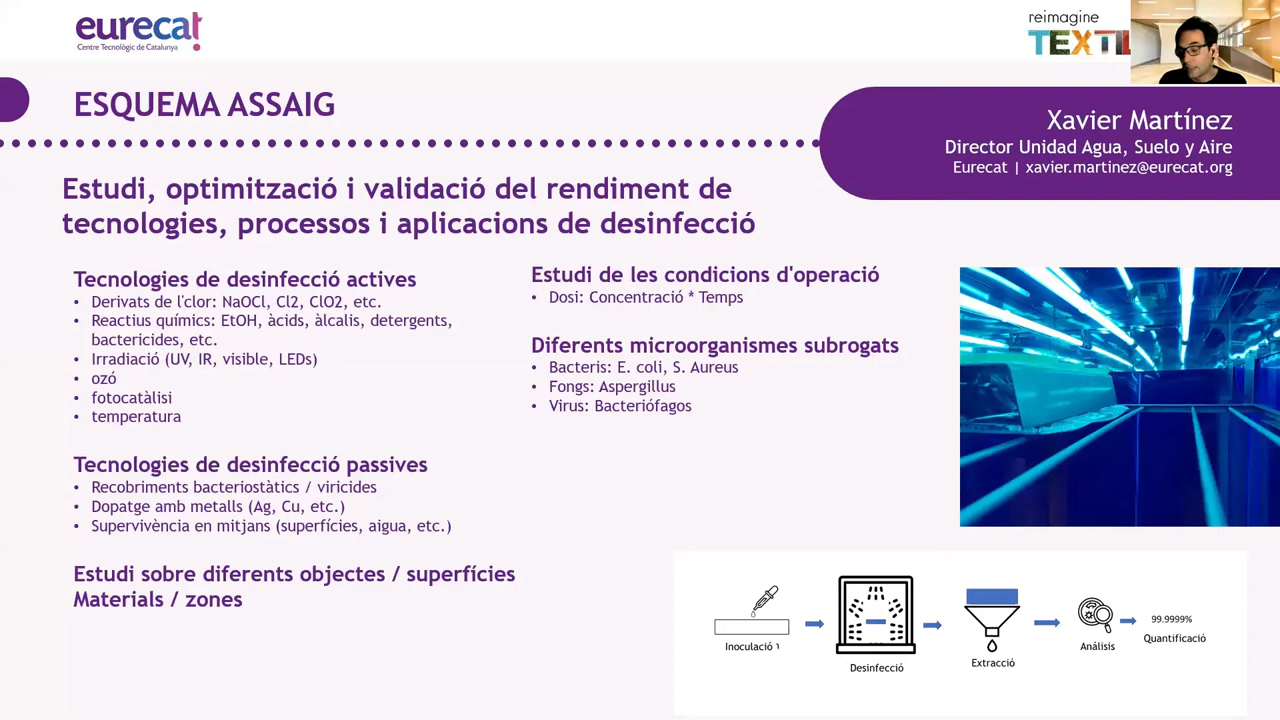 eurecat
Centre Tecnològic de Catalunya
reimagine
TEXTIL
ESQUEMA ASSAIG
Xavier Martínez
Director Unidad Agua, Suelo y Aire
Eurecat | xavier.martinez@eurecat.org
Estudi, optimització i validació del rendiment de
tecnologies, processos i aplicacions de desinfecció
Tecnologies de desinfecció actives
• Derivats de l'clor: NaOCl, Cl2, ClO2, etc.
• Reactius químics: EtOH, àcids, àlcalis, detergents,
bactericides, etc.
• Irradiació (UV, IR, visible, LEDs)
• ozó
• fotocatàlisi
• temperatura
Tecnologies de desinfecció passives
• Recobriments bacteriostàtics / viricides
• Dopatge amb metalls (Ag, Cu, etc.)
• Supervivència en mitjans (superfícies, aigua, etc.)
Estudi sobre diferents objectes / superfícies
Materials / zones
Estudi de les condicions d'operació
• Dosi: Concentració * Temps
Diferents microorganismes subrogats
• Bacteris: E. coli, S. Aureus
• Fongs: Aspergillus
• Virus: Bacteriófagos
Inoculació
Desinfecció
Extracció
Análisis
99.9999%
Quantificació